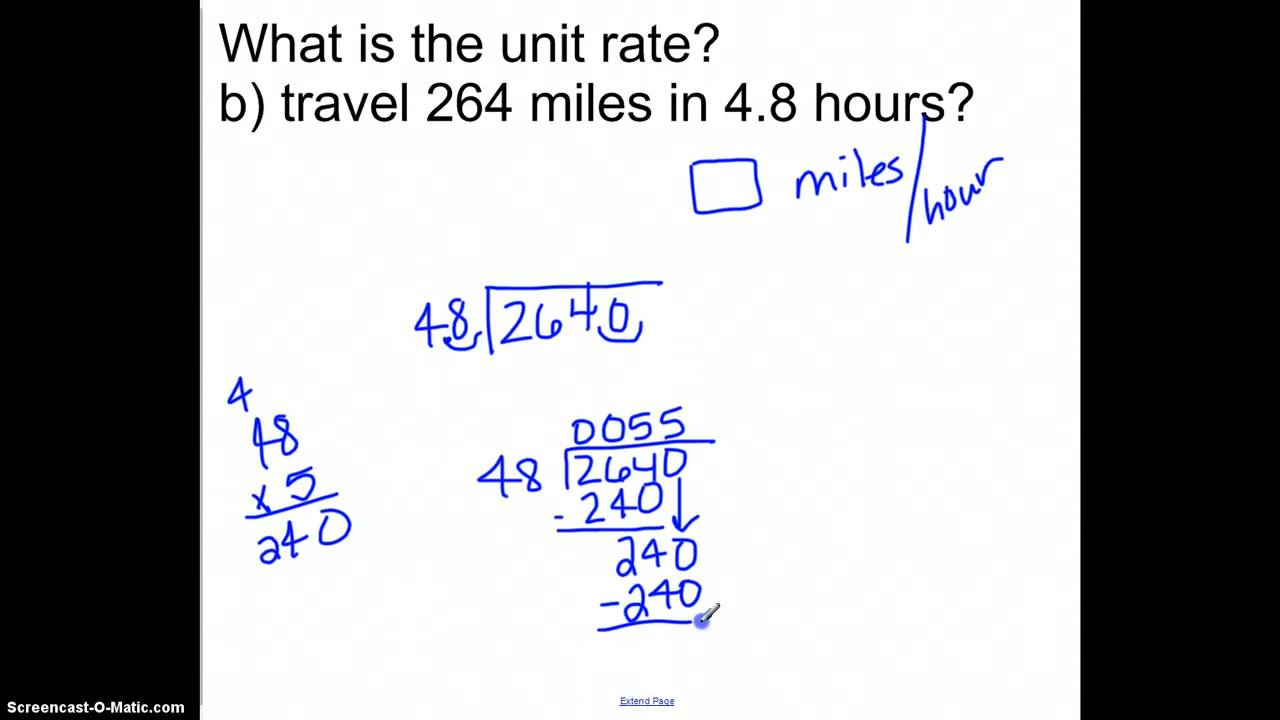 What is the unit rate?
b) travel 264 miles in 4.8 hours?
miles/hour
48 2640
4
48
x 5
240
0055
48 2640
- 240
240
- 240
Extend Page
Screencast-O-Matic.com